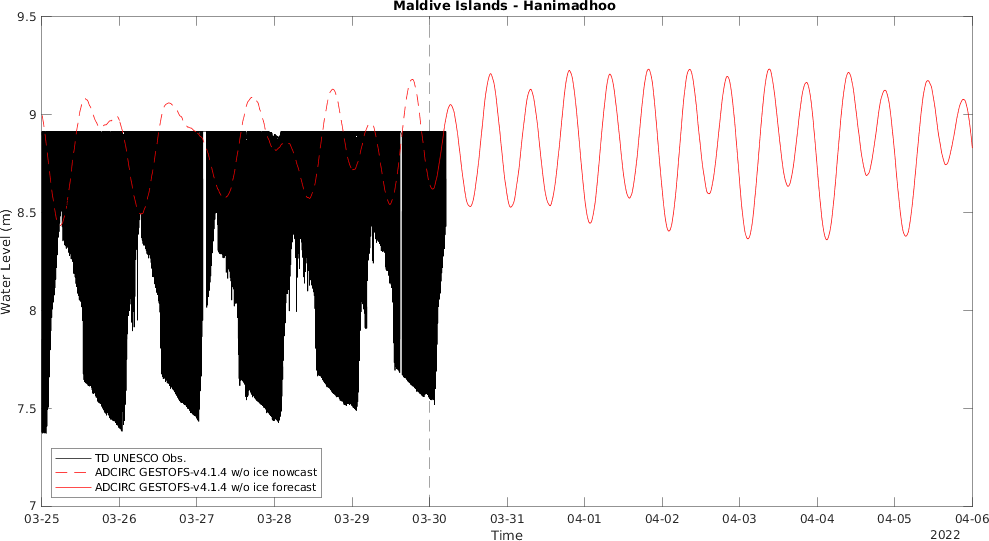 Maldive Islands - Hanimadhoo
9.5
9
8.5
8
7.5
7
Water Level (m)
TD UNESCO Obs.
ADCIRC GESTOFS-v4.1.4 w/o ice nowcast
ADCIRC GESTOFS-v4.1.4 w/o ice forecast
03-25 03-26 03-27 03-28 03-29 03-30 03-31 04-01 04-02 04-03 04-04 04-05 04-06
Time
2022